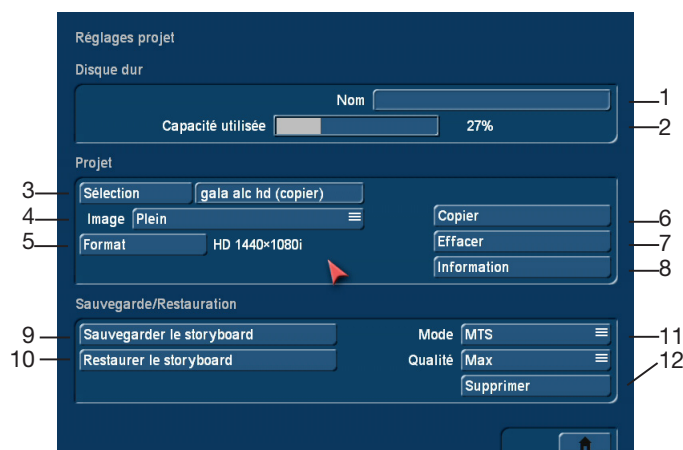 Réglages projet
Disque dur
Nom 1
Capacité utilisée 27% 2
Projet
3 Sélection gala alc hd (copier)
4 Image Plein Copier 6
5 Format HD 1440×1080i Effacer 7
Information 8
Sauvegarde/Restauration
9 Sauvegarder le storyboard Mode MTS 11
10 Restaurer le storyboard Qualité Max 12
Supprimer